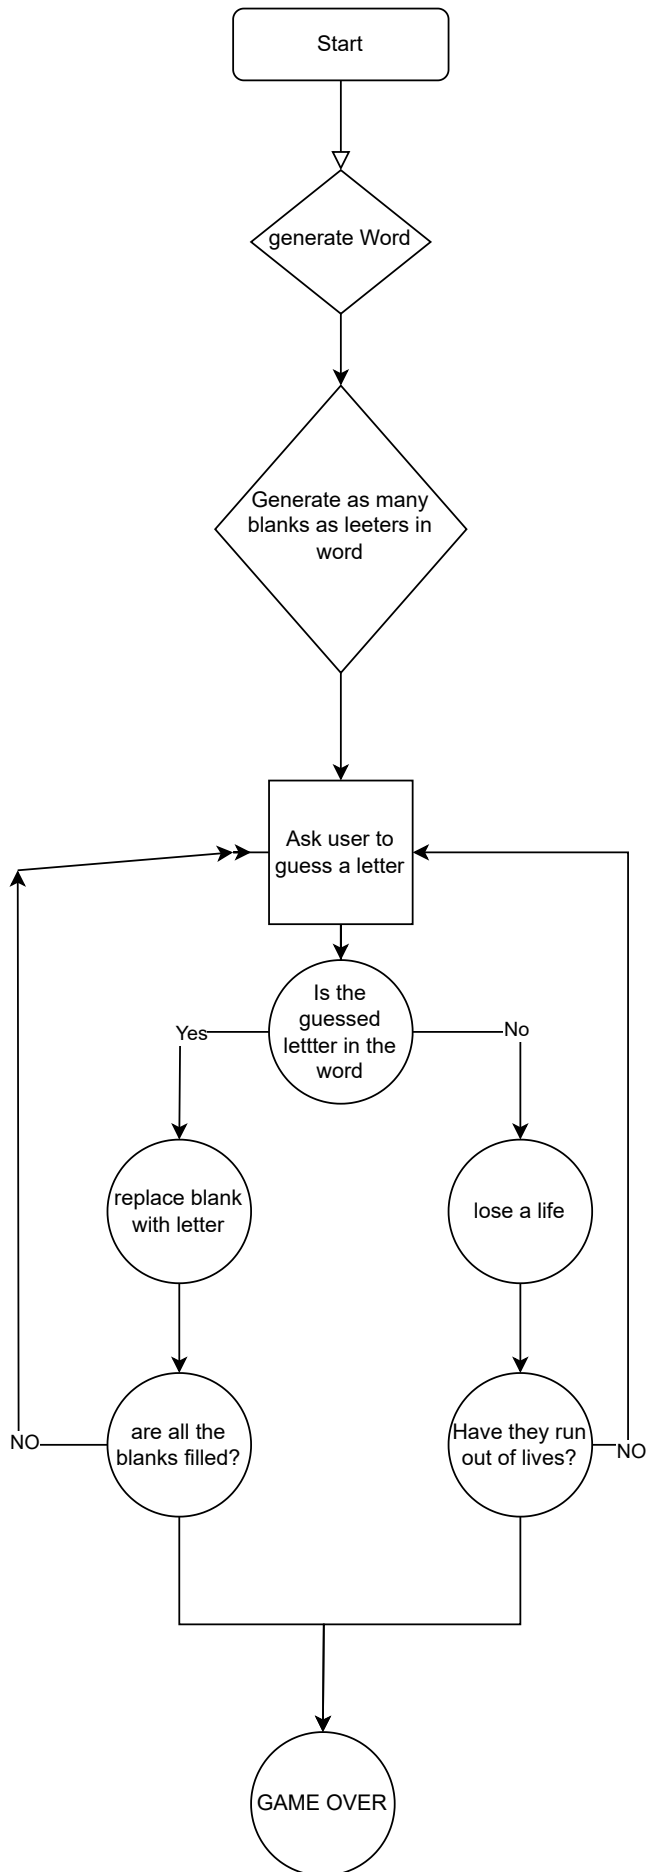 Start
generate Word
Generate as many
blanks as leeters in
word
Ask user to
guess a letter
Is the
guessed
lettter in the
word
Yes
No
replace blank
with letter
lose a life
are all the
blanks filled?
NO
Have they run
out of lives?
NO
GAME OVER